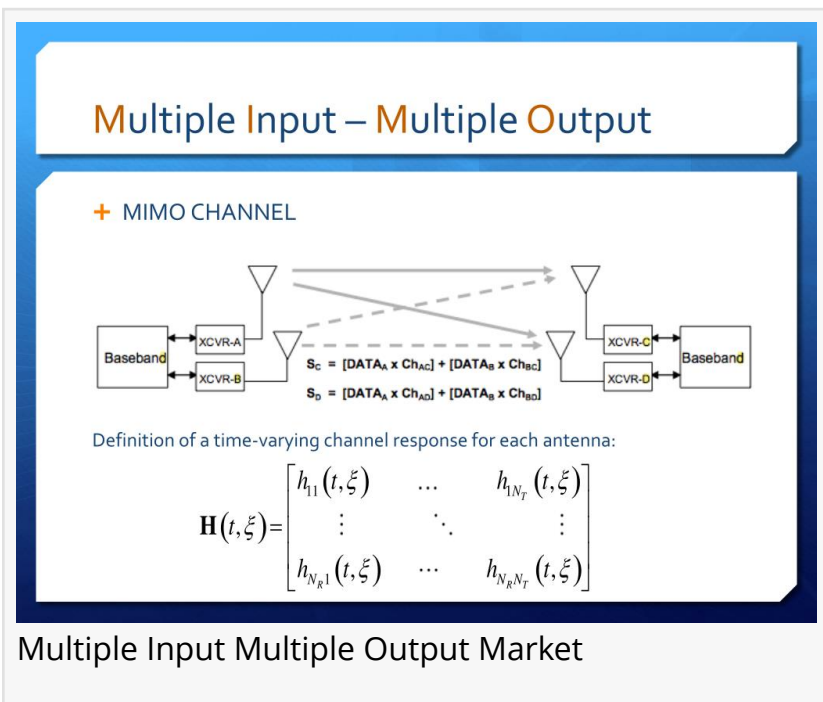 Multiple Input – Multiple Output
+ MIMO CHANNEL
Baseband
XCVR-A
XCVR-B
XCVR-C
XCVR-D
Baseband
S_C = [DATA_A x Ch_AC] + [DATA_B x Ch_BC]
S_D = [DATA_A x Ch_AD] + [DATA_B x Ch_BD]
Definition of a time-varying channel response for each antenna:
H(t,ξ)=
h_11(t,ξ) ... h_1N_T(t,ξ)
⋮ ⋱ ⋮
h_N_R1(t,ξ) ... h_N_RN_T(t,ξ)
Multiple Input Multiple Output Market